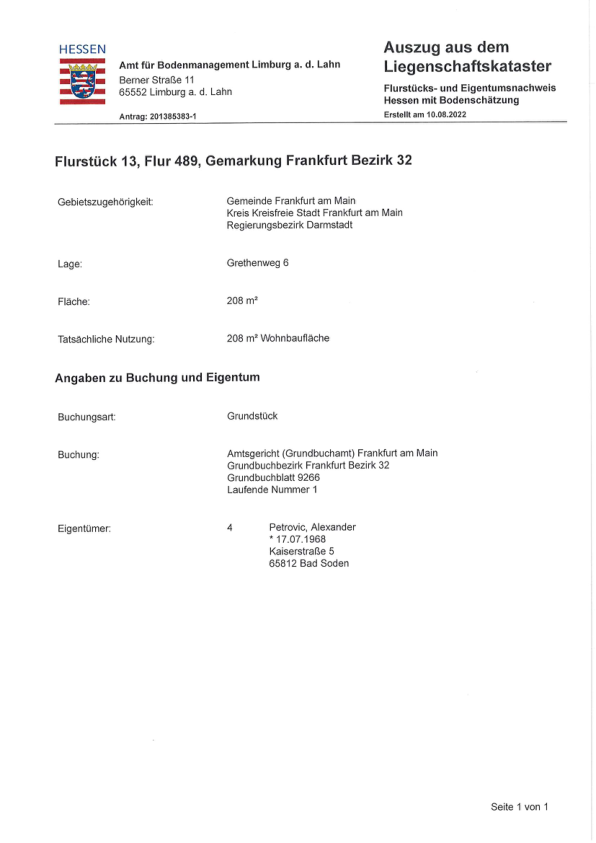 HESSEN
Amt für Bodenmanagement Limburg a. d. Lahn
Berner Straße 11
65552 Limburg a. d. Lahn
Antrag: 201385383-1
Auszug aus dem
Liegenschaftskataster
Flurstücks- und Eigentumsnachweis
Hessen mit Bodenschätzung
Erstellt am 10.08.2022
Flurstück 13, Flur 489, Gemarkung Frankfurt Bezirk 32
Gebietszugehörigkeit: Gemeinde Frankfurt am Main
Kreis Kreisfreie Stadt Frankfurt am Main
Regierungsbezirk Darmstadt
Lage: Grethenweg 6
Fläche: 208 m²
Tatsächliche Nutzung: 208 m² Wohnbaufläche
Angaben zu Buchung und Eigentum
Buchungsart: Grundstück
Buchung: Amtsgericht (Grundbuchamt) Frankfurt am Main
Grundbuchbezirk Frankfurt Bezirk 32
Grundbuchblatt 9266
Laufende Nummer 1
Eigentümer: 4 Petrovic, Alexander
* 17.07.1968
Kaiserstraße 5
65812 Bad Soden
Seite 1 von 1